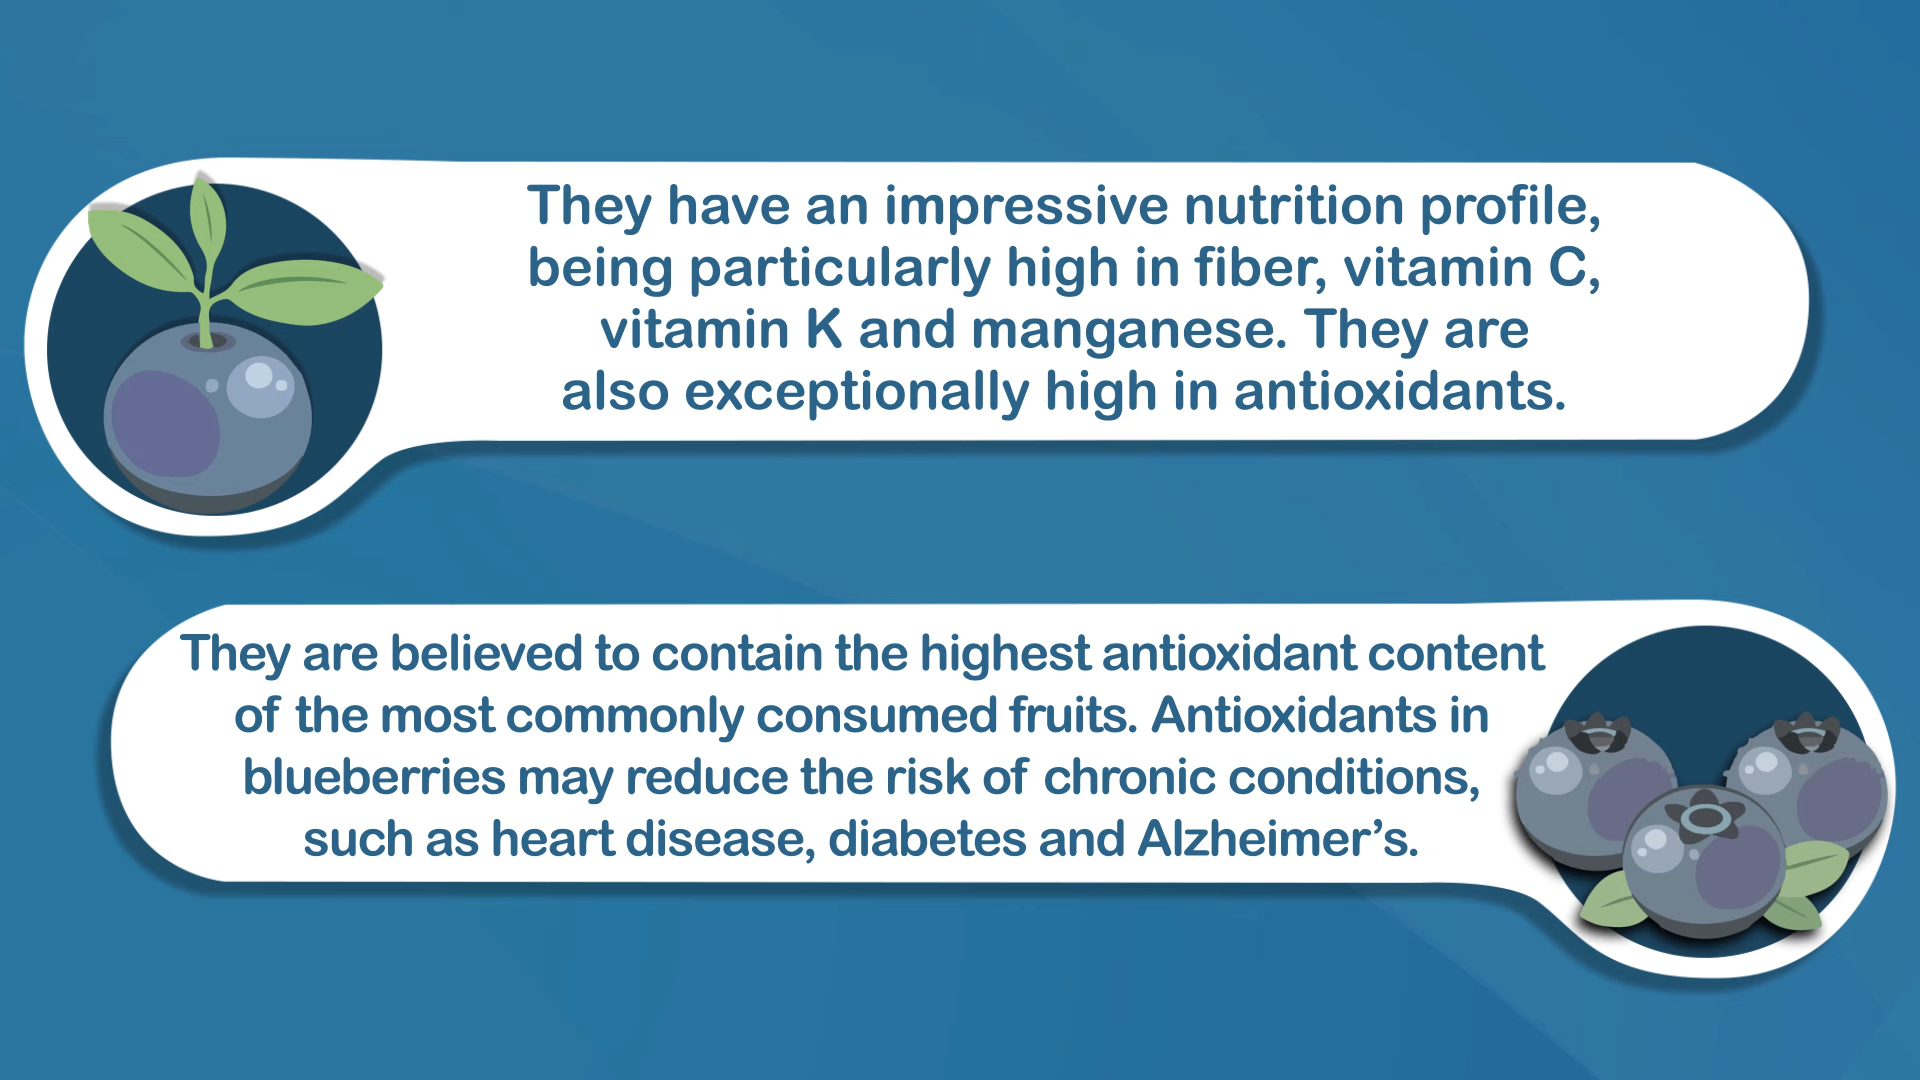 They have an impressive nutrition profile,
being particularly high in fiber, vitamin C,
vitamin K and manganese. They are
also exceptionally high in antioxidants.
They are believed to contain the highest antioxidant content
of the most commonly consumed fruits. Antioxidants in
blueberries may reduce the risk of chronic conditions,
such as heart disease, diabetes and Alzheimer’s.